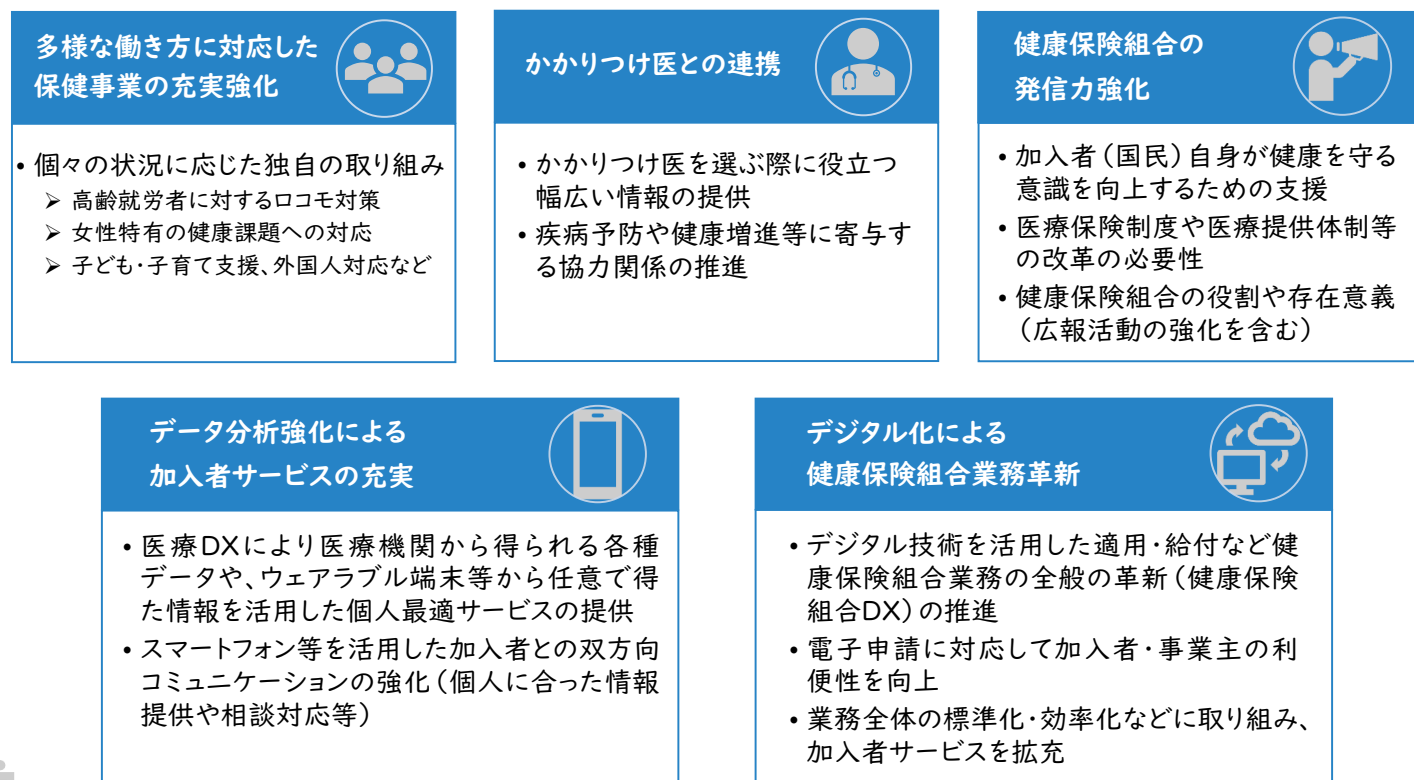 多様な働き方に対応した
保健事業の充実強化
• 個々の状況に応じた独自の取り組み
➢ 高齢就労者に対するロコモ対策
➢ 女性特有の健康課題への対応
➢ 子ども・子育て支援、外国人対応など
かかりつけ医との連携
• かかりつけ医を選ぶ際に役立つ
幅広い情報の提供
• 疾病予防や健康増進等に寄与す
る協力関係の推進
健康保険組合の
発信力強化
• 加入者（国民）自身が健康を守る
意識を向上するための支援
• 医療保険制度や医療提供体制等
の改革の必要性
• 健康保険組合の役割や存在意義
（広報活動の強化を含む）
データ分析強化による
加入者サービスの充実
• 医療DXにより医療機関から得られる各種
データや、ウェアラブル端末等から任意で得
た情報を活用した個人最適サービスの提供
• スマートフォン等を活用した加入者との双方向
コミュニケーションの強化（個人に合った情報
提供や相談対応等）
デジタル化による
健康保険組合業務革新
• デジタル技術を活用した適用・給付など健
康保険組合業務の全般の革新（健康保険
組合DX）の推進
• 電子申請に対応して加入者・事業主の利
便性を向上
• 業務全体の標準化・効率化などに取り組み、
加入者サービスを拡充